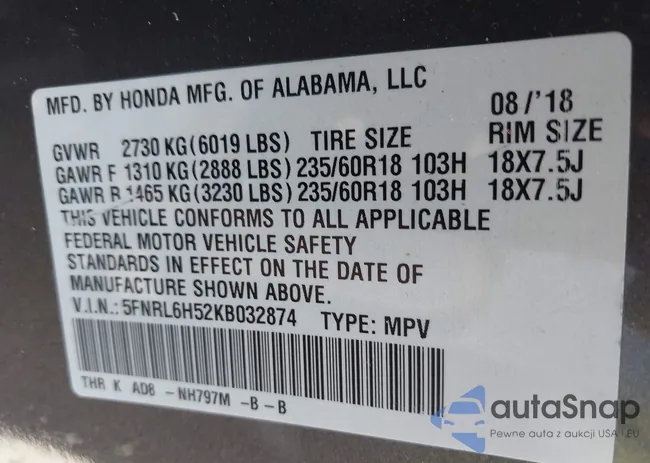 MFD. BY HONDA MFG. OF ALABAMA, LLC 08/'18
GVWR 2730 KG(6019 LBS) TIRE SIZE RIM SIZE
GAWR F 1310 KG(2888 LBS) 235/60R18 103H 18X7.5J
GAWR R 1465 KG(3230 LBS) 235/60R18 103H 18X7.5J
THIS VEHICLE CONFORMS TO ALL APPLICABLE
FEDERAL MOTOR VEHICLE SAFETY
STANDARDS IN EFFECT ON THE DATE OF
MANUFACTURE SHOWN ABOVE.
V.I.N.: 5FNRL6H52KB032874 TYPE: MPV
THR K AD8 -NH797M -B-B
autaSnap
Pewne auta z aukcji USA i EU